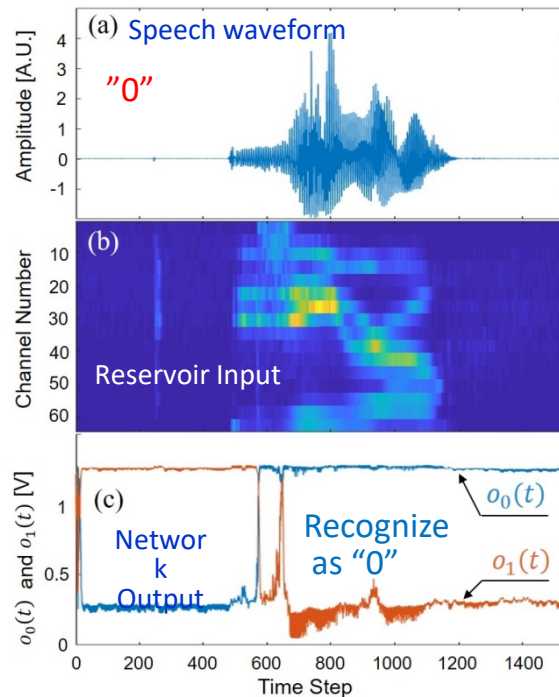 (a) Speech waveform
”0”
Amplitude [A.U.]
4
3
2
1
0
-1
(b)
Reservoir Input
Channel Number
10
20
30
40
50
60
(c)
Networ
k
Output
Recognize
as “0”
o₀(t)
o₁(t)
o₀(t) and o₁(t) [V]
1
0.5
0
0 200 400 600 800 1000 1200 1400
Time Step